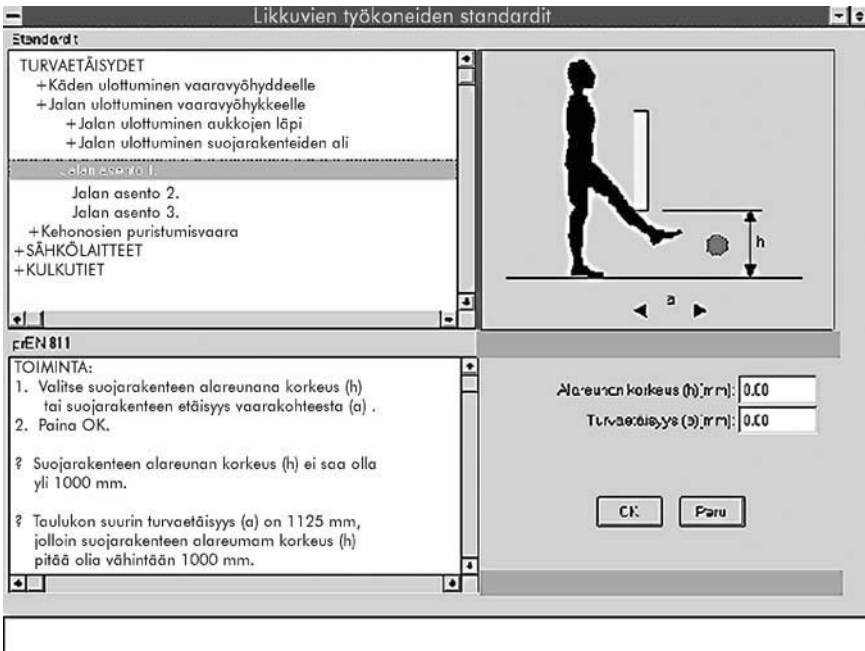 Likkuvien työkoneiden standardit
Standardit
TURVAETÄISYDET
+Käden ulottuminen vaaravyöhyddeelle
+Jalan ulottuminen vaaravyöhykkeelle
+Jalan ulottuminen aukkojen läpi
+Jalan ulottuminen suojarakenteiden ali
Jalan asento 1.
Jalan asento 2.
Jalan asento 3.
+Kehonosien puristumisvaara
+SÄHKÖLAITTEET
+KULKUTIET
h
a
prEN 811
TOIMINTA:
1. Valitse suojarakenteen alareunana korkeus (h)
tai suojarakenteen etäisyys vaarakohteesta (a) .
2. Paina OK.
? Suojarakenteen alareunan korkeus (h) ei saa olla
yli 1000 mm.
? Taulukon suurin turvaetäisyys (a) on 1125 mm,
jolloin suojarakenteen alareumam korkeus (h)
pitää olia vähintään 1000 mm.
Alareunan korkeus (h)[mm]: 0.00
Turvaetäisyys (a)[mm]: 0.00
OK Peru